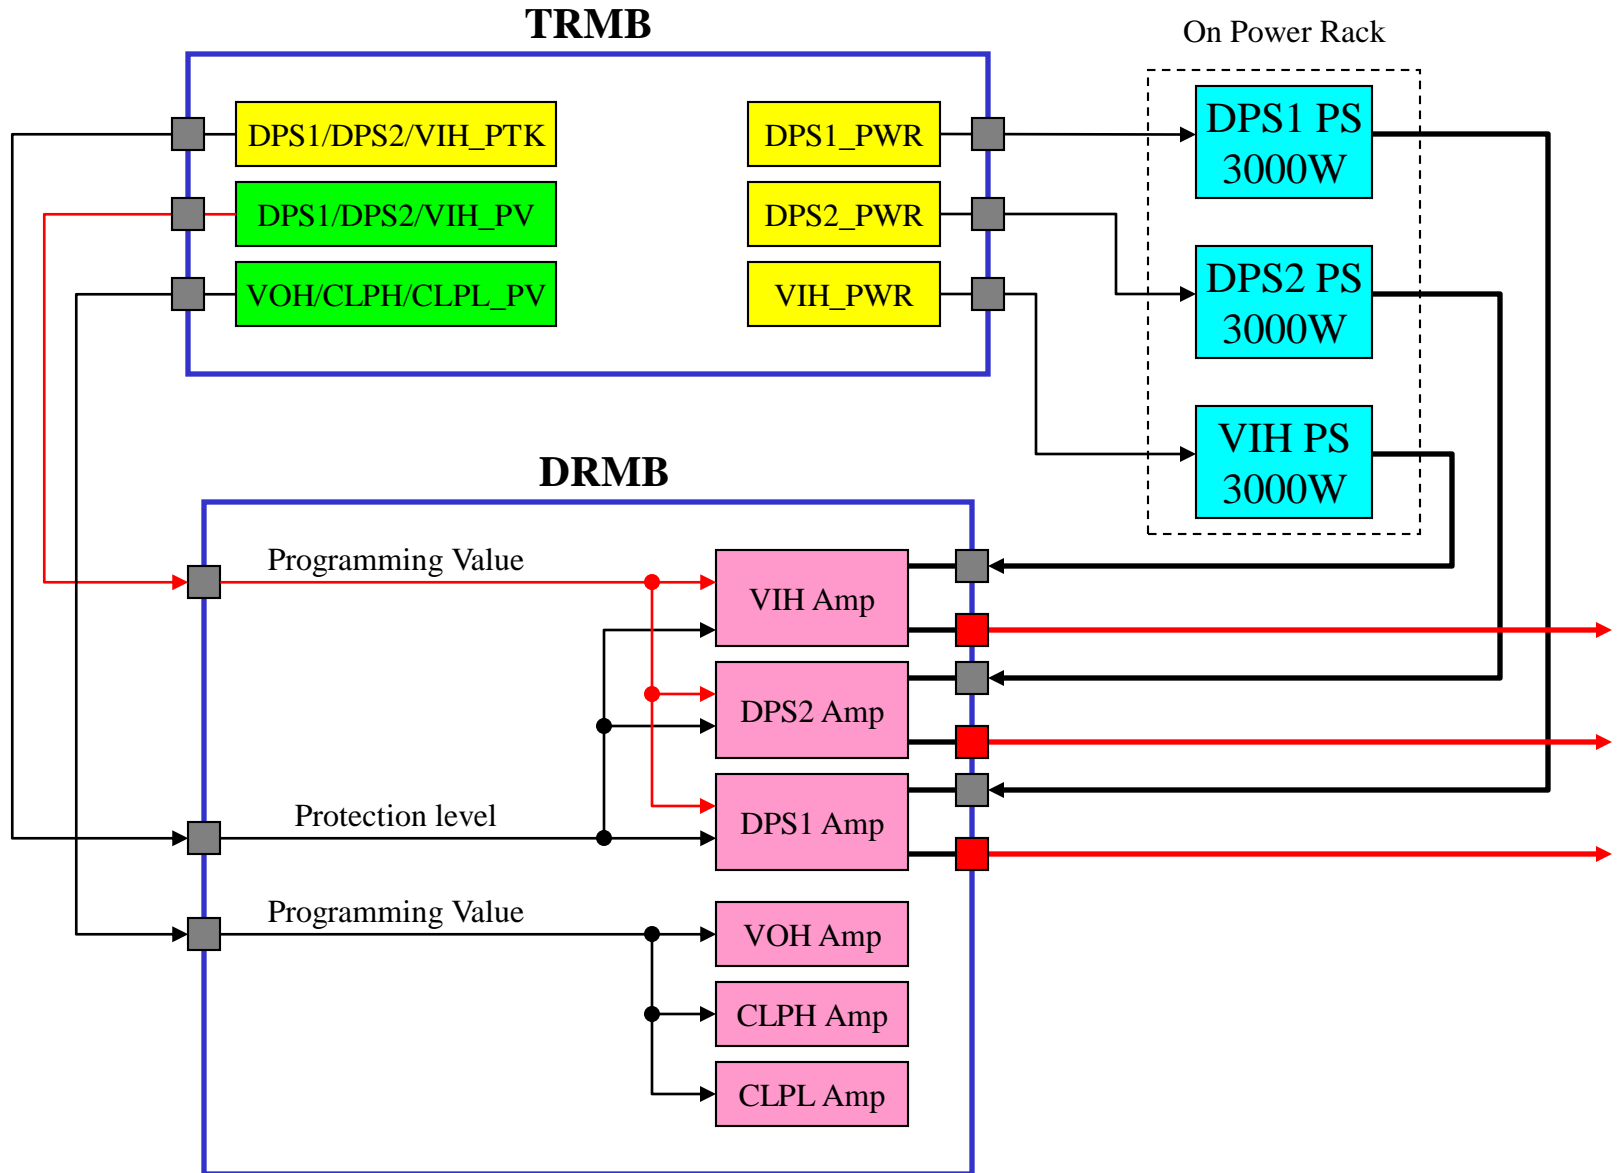 TRMB
On Power Rack
DPS1/DPS2/VIH_PTK
DPS1/DPS2/VIH_PV
VOH/CLPH/CLPL_PV
DPS1_PWR
DPS2_PWR
VIH_PWR
DPS1 PS
3000W
DPS2 PS
3000W
VIH PS
3000W
DRMB
Programming Value
VIH Amp
DPS2 Amp
Protection level
DPS1 Amp
Programming Value
VOH Amp
CLPH Amp
CLPL Amp